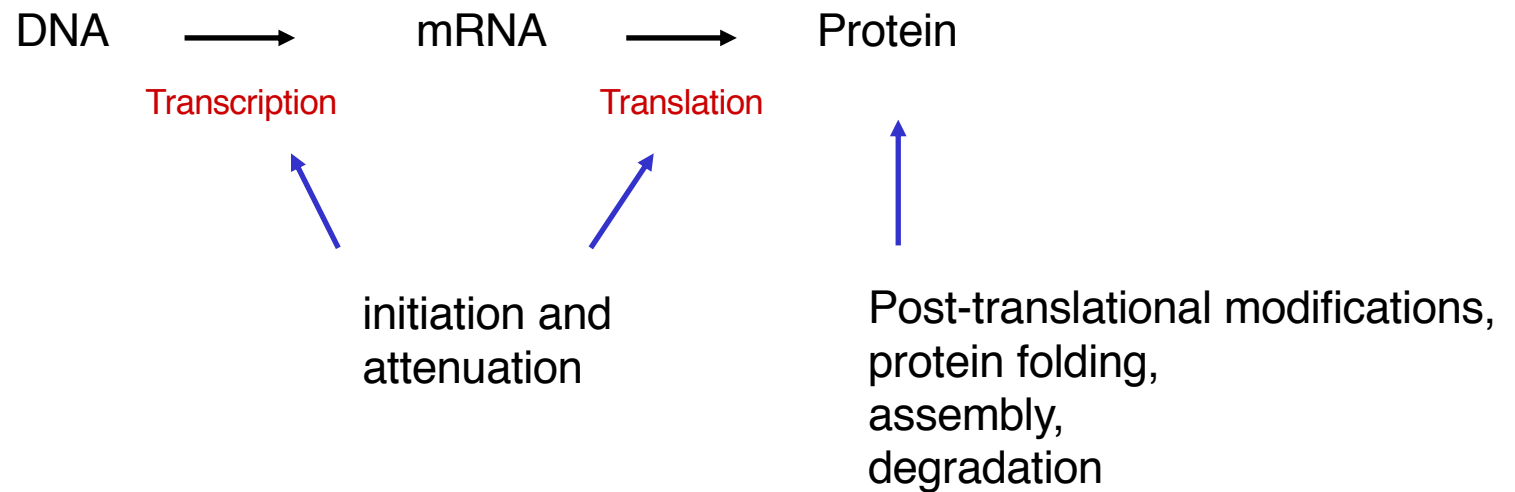 DNA mRNA Protein
Transcription Translation
initiation and
attenuation
Post-translational modifications,
protein folding,
assembly,
degradation